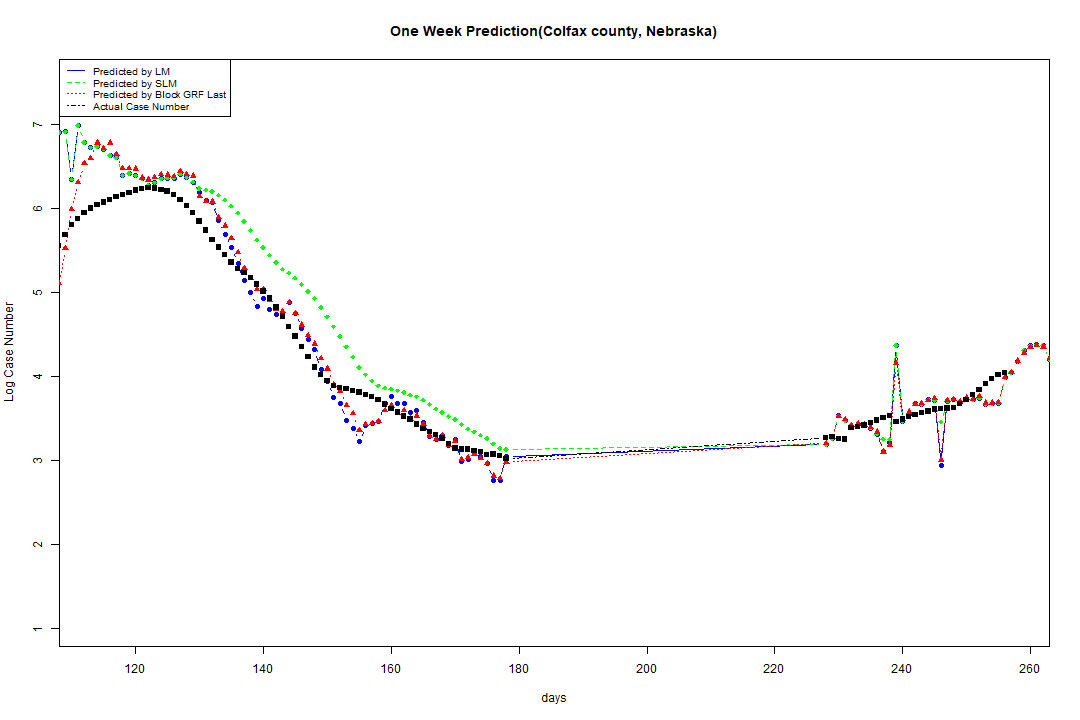 One Week Prediction(Colfax county, Nebraska)
Predicted by LM
Predicted by SLM
Predicted by Block GRF Last
Actual Case Number
Log Case Number
7
6
5
4
3
2
1
120 140 160 180 200 220 240 260
days